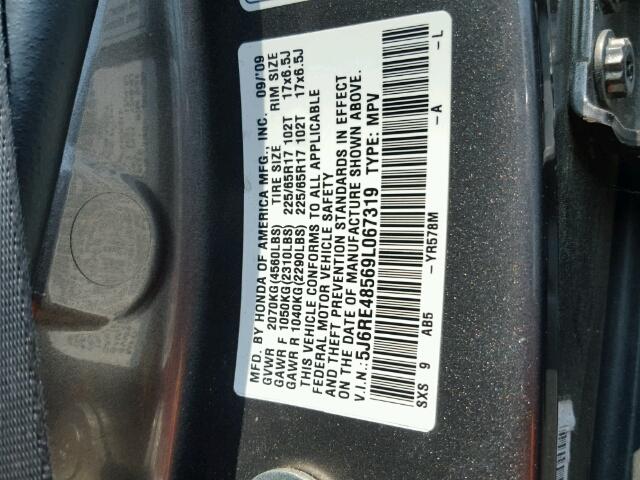 MFD. BY HONDA OF AMERICA MFG., INC. 09/'09
GVWR 2070KG(4560LBS) TIRE SIZE RIM SIZE
GAWR F 1050KG(2310LBS) 225/65R17 102T 17x6.5J
GAWR R 1040KG(2290LBS) 225/65R17 102T 17x6.5J
THIS VEHICLE CONFORMS TO ALL APPLICABLE
FEDERAL MOTOR VEHICLE SAFETY
AND THEFT PREVENTION STANDARDS IN EFFECT
ON THE DATE OF MANUFACTURE SHOWN ABOVE.
V.I.N.:5J6RE48569L067319 TYPE: MPV
SXS 9 AB5 -YR578M -A -L